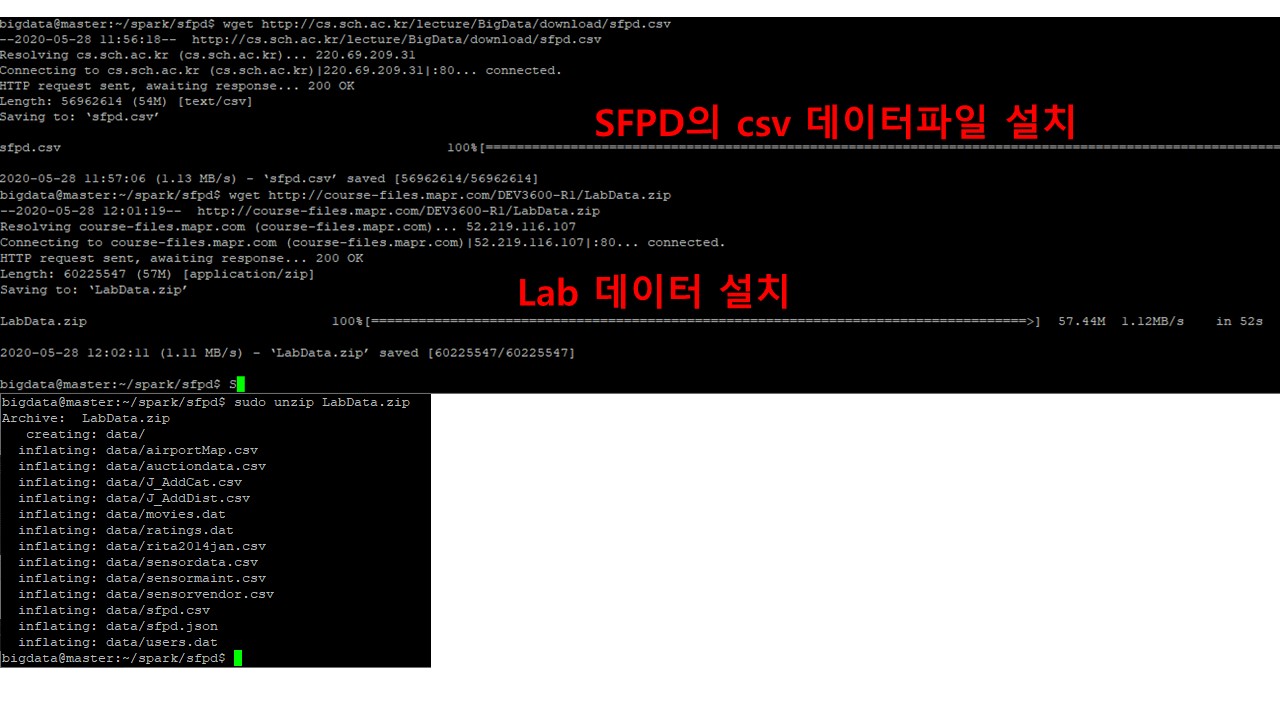 bigdata@master:~/spark/sfpd$ wget http://cs.sch.ac.kr/lecture/BigData/download/sfpd.csv
--2020-05-28 11:56:18--  http://cs.sch.ac.kr/lecture/BigData/download/sfpd.csv
Resolving cs.sch.ac.kr (cs.sch.ac.kr)... 220.69.209.31
Connecting to cs.sch.ac.kr (cs.sch.ac.kr)|220.69.209.31|:80... connected.
HTTP request sent, awaiting response... 200 OK
Length: 56962614 (54M) [text/csv]
Saving to: ‘sfpd.csv’
SFPD의 csv 데이터파일 설치
sfpd.csv 100%[=====================================================================================================
2020-05-28 11:57:06 (1.13 MB/s) - ‘sfpd.csv’ saved [56962614/56962614]
bigdata@master:~/spark/sfpd$ wget http://course-files.mapr.com/DEV3600-R1/LabData.zip
--2020-05-28 12:01:19--  http://course-files.mapr.com/DEV3600-R1/LabData.zip
Resolving course-files.mapr.com (course-files.mapr.com)... 52.219.116.107
Connecting to course-files.mapr.com (course-files.mapr.com)|52.219.116.107|:80... connected.
HTTP request sent, awaiting response... 200 OK
Length: 60225547 (57M) [application/zip]
Saving to: ‘LabData.zip’
Lab 데이터 설치
LabData.zip 100%[====================================================================================>] 57.44M 1.12MB/s in 52s
2020-05-28 12:02:11 (1.11 MB/s) - ‘LabData.zip’ saved [60225547/60225547]
bigdata@master:~/spark/sfpd$ S
bigdata@master:~/spark/sfpd$ sudo unzip LabData.zip
Archive:  LabData.zip
creating: data/
inflating: data/airportMap.csv
inflating: data/auctiondata.csv
inflating: data/J_AddCat.csv
inflating: data/J_AddDist.csv
inflating: data/movies.dat
inflating: data/ratings.dat
inflating: data/rita2014jan.csv
inflating: data/sensordata.csv
inflating: data/sensormaint.csv
inflating: data/sensorvendor.csv
inflating: data/sfpd.csv
inflating: data/sfpd.json
inflating: data/users.dat
bigdata@master:~/spark/sfpd$